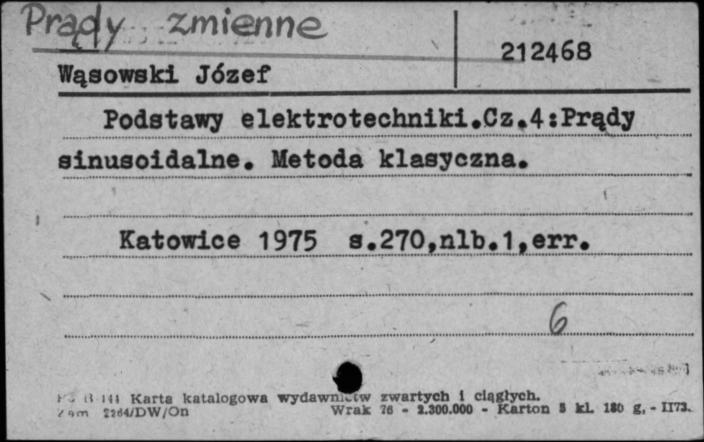 Prądy zmienne
212468
Wąsowski Józef
Podstawy elektrotechniki.Cz.4:Prądy
sinusoidalne. Metoda klasyczna.
Katowice 1975 s.270,nlb.1,err.
6
144 Karta katalogowa wydawnictw zwartych i ciągłych.
2264/DW/On Wrak 76 - 2.300.000 - Karton 5 kl. 180 g. - II73.